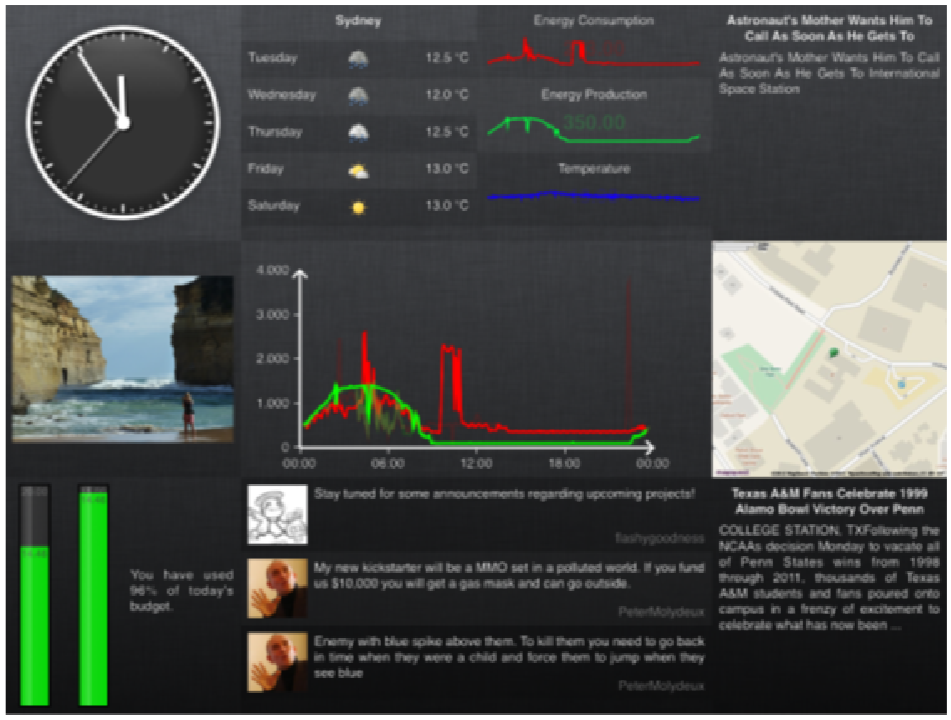 Sydney
Tuesday 12.5 °C
Wednesday 12.0 °C
Thursday 12.5 °C
Friday 13.0 °C
Saturday 13.0 °C
Energy Consumption
Energy Production
350.00
Temperature
Astronaut's Mother Wants Him To
Call As Soon As He Gets To
Astronaut's Mother Wants Him To Call
As Soon As He Gets To International
Space Station
4.000
3.000
2.000
1.000
0
00:00 06:00 12:00 18:00 00:00
You have used
96% of today's
budget.
Stay tuned for some announcements regarding upcoming projects!
flashygoodness
My new kickstarter will be a MMO set in a polluted world. If you fund
us $10,000 you will get a gas mask and can go outside.
PeterMolydeux
Enemy with blue spike above them. To kill them you need to go back
in time when they were a child and force them to jump when they
see blue
PeterMolydeux
Texas A&M Fans Celebrate 1999
Alamo Bowl Victory Over Penn
COLLEGE STATION, TXFollowing the
NCAAs decision Monday to vacate all
of Penn States wins from 1998
through 2011, thousands of Texas
A&M students and fans poured onto
campus in a frenzy of excitement to
celebrate what has now been ...